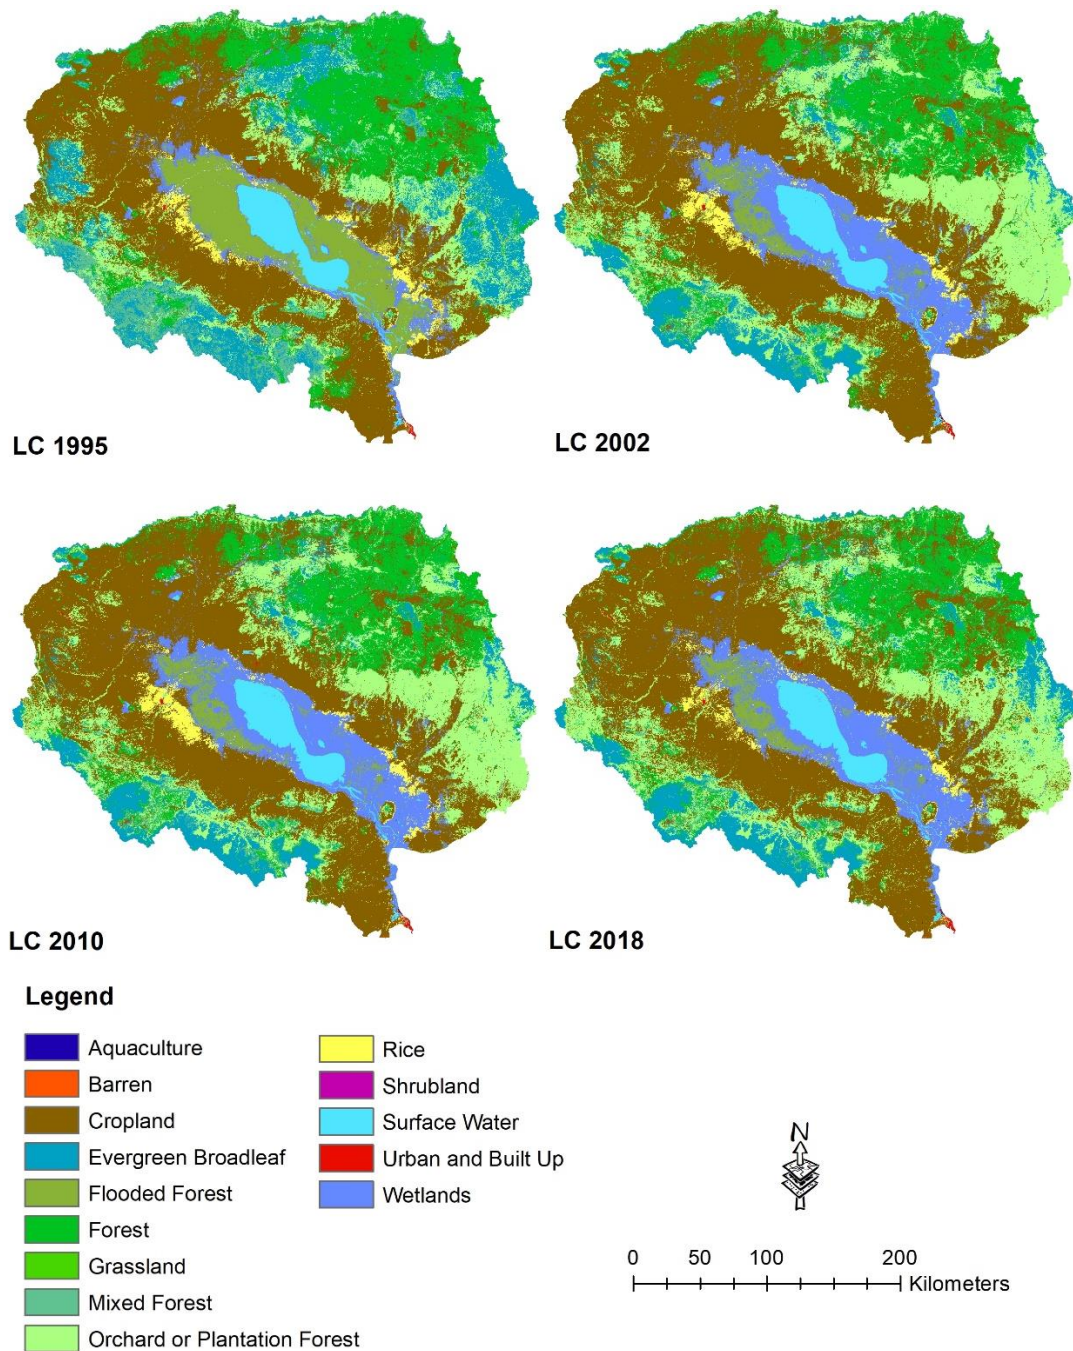 LC 1995
LC 2002
LC 2010
LC 2018
Legend
Aquaculture
Barren
Cropland
Evergreen Broadleaf
Flooded Forest
Forest
Grassland
Mixed Forest
Orchard or Plantation Forest
Rice
Shrubland
Surface Water
Urban and Built Up
Wetlands
N
0 50 100 200
Kilometers